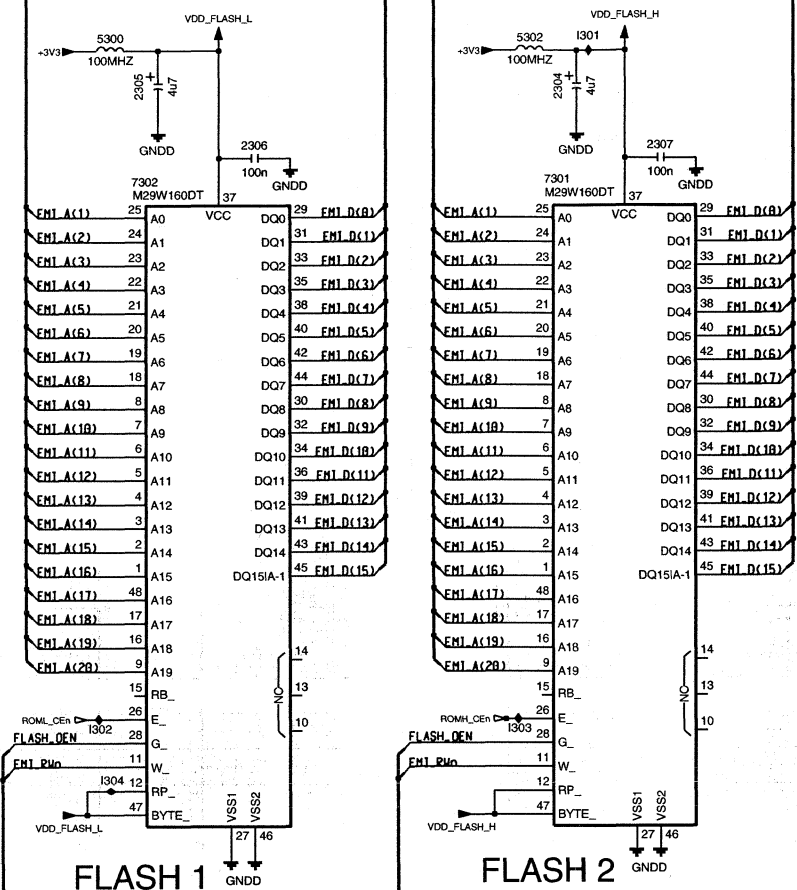 VDD_FLASH_L
5300
+3V3
100MHZ
2305
+
4u7
GNDD
2306
100n
GNDD
7302
M29W160DT
37
VCC
EMI_A(1) 25 A0 DQ0 29 EMI_D(0)
EMI_A(2) 24 A1 DQ1 31 EMI_D(1)
EMI_A(3) 23 A2 DQ2 33 EMI_D(2)
EMI_A(4) 22 A3 DQ3 35 EMI_D(3)
EMI_A(5) 21 A4 DQ4 38 EMI_D(4)
EMI_A(6) 20 A5 DQ5 40 EMI_D(5)
EMI_A(7) 19 A6 DQ6 42 EMI_D(6)
EMI_A(8) 18 A7 DQ7 44 EMI_D(7)
EMI_A(9) 8 A8 DQ8 30 EMI_D(8)
EMI_A(10) 7 A9 DQ9 32 EMI_D(9)
EMI_A(11) 6 A10 DQ10 34 EMI_D(10)
EMI_A(12) 5 A11 DQ11 36 EMI_D(11)
EMI_A(13) 4 A12 DQ12 39 EMI_D(12)
EMI_A(14) 3 A13 DQ13 41 EMI_D(13)
EMI_A(15) 2 A14 DQ14 43 EMI_D(14)
EMI_A(16) 1 A15 DQ15|A-1 45 EMI_D(15)
EMI_A(17) 48 A16
EMI_A(18) 17 A17
EMI_A(19) 16 A18 14
EMI_A(20) 9 A19
15 RB_ NC 13
ROML_CEn I302 26 E_ 10
FLASH_OEN 28 G_
EMI_RWn 11 W_
I304 12 RP_
VDD_FLASH_L 47 BYTE_
VSS1 VSS2
27 46
GNDD
FLASH 1
VDD_FLASH_H
5302 I301
+3V3
100MHZ
2304
+
4u7
GNDD
2307
100n
GNDD
7301
M29W160DT
37
VCC
EMI_A(1) 25 A0 DQ0 29 EMI_D(0)
EMI_A(2) 24 A1 DQ1 31 EMI_D(1)
EMI_A(3) 23 A2 DQ2 33 EMI_D(2)
EMI_A(4) 22 A3 DQ3 35 EMI_D(3)
EMI_A(5) 21 A4 DQ4 38 EMI_D(4)
EMI_A(6) 20 A5 DQ5 40 EMI_D(5)
EMI_A(7) 19 A6 DQ6 42 EMI_D(6)
EMI_A(8) 18 A7 DQ7 44 EMI_D(7)
EMI_A(9) 8 A8 DQ8 30 EMI_D(8)
EMI_A(10) 7 A9 DQ9 32 EMI_D(9)
EMI_A(11) 6 A10 DQ10 34 EMI_D(10)
EMI_A(12) 5 A11 DQ11 36 EMI_D(11)
EMI_A(13) 4 A12 DQ12 39 EMI_D(12)
EMI_A(14) 3 A13 DQ13 41 EMI_D(13)
EMI_A(15) 2 A14 DQ14 43 EMI_D(14)
EMI_A(16) 1 A15 DQ15|A-1 45 EMI_D(15)
EMI_A(17) 48 A16
EMI_A(18) 17 A17
EMI_A(19) 16 A18 14
EMI_A(20) 9 A19
15 RB_ NC 13
ROMH_CEn I303 26 E_ 10
FLASH_OEN 28 G_
EMI_RWn 11 W_
12 RP_
VDD_FLASH_H 47 BYTE_
VSS1 VSS2
27 46
GNDD
FLASH 2